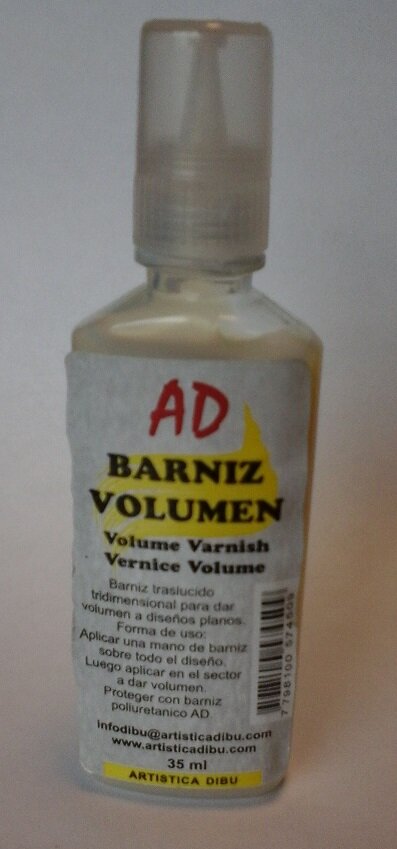 AD
BARNIZ
VOLUMEN
Volume Varnish
Vernice Volume
Barniz traslucido
tridimensional para dar
volumen a diseños planos.
Forma de uso:
Aplicar una mano de barniz
sobre todo el diseño.
Luego aplicar en el sector
a dar volumen.
Proteger con barniz
poliuretanico AD
7798100 574509
infodibu@artisticadibu.com
www.artisticadibu.com
35 ml
ARTISTICA DIBU